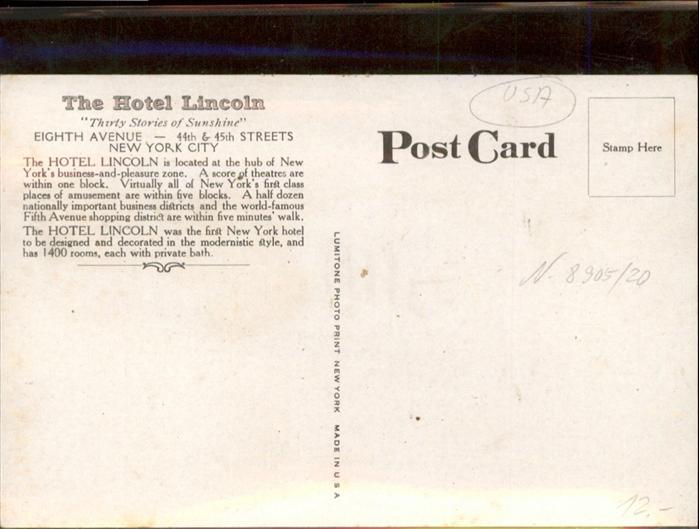 The Hotel Lincoln
"Thirty Stories of Sunshine"
EIGHTH AVENUE — 44th & 45th STREETS
NEW YORK CITY
The HOTEL LINCOLN is located at the hub of New
York's business-and-pleasure zone. A score of theatres are
within one block. Virtually all of New York's first class
places of amusement are within five blocks. A half dozen
nationally important business districts and the world-famous
Fifth Avenue shopping district are within five minutes' walk.
The HOTEL LINCOLN was the first New York hotel
to be designed and decorated in the modernistic style, and
has 1400 rooms, each with private bath.
LUMITONE PHOTO PRINT NEW YORK MADE IN U S A
USA
Post Card
Stamp Here
N- 8905/20
12.-